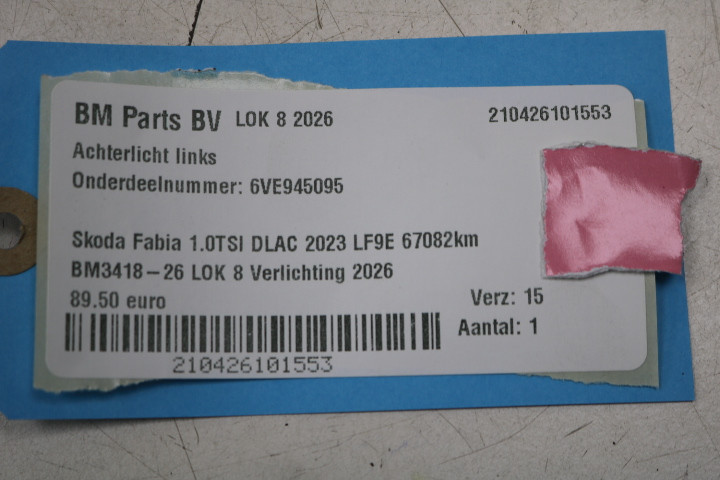 BM Parts BV LOK 8 2026 210426101553
Achterlicht links
Onderdeelnummer: 6VE945095
Skoda Fabia 1.0TSI DLAC 2023 LF9E 67082km
BM3418-26 LOK 8 Verlichting 2026
89.50 euro Verz: 15
Aantal: 1
210426101553